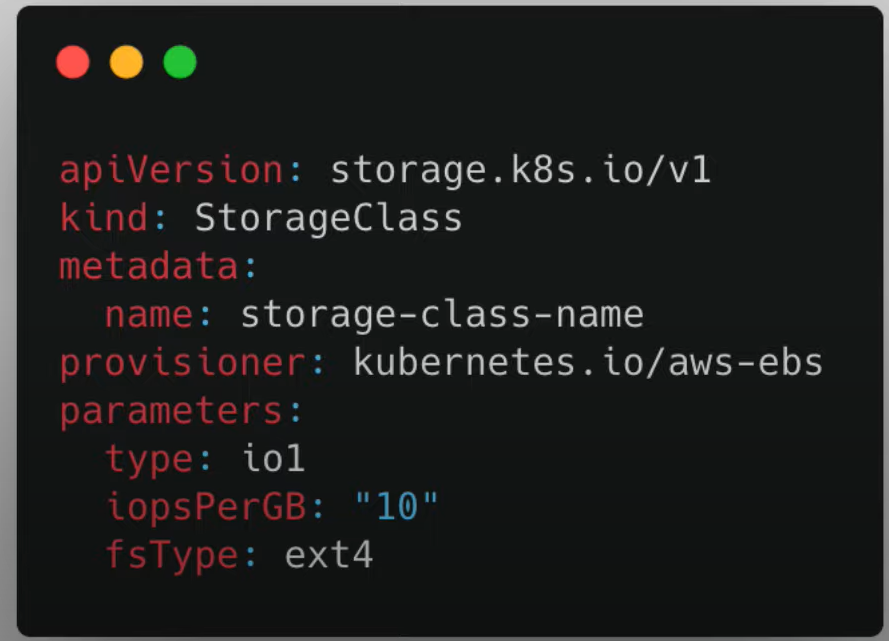 apiVersion: storage.k8s.io/v1
kind: StorageClass
metadata:
  name: storage-class-name
provisioner: kubernetes.io/aws-ebs
parameters:
  type: io1
  iopsPerGB: "10"
  fsType: ext4